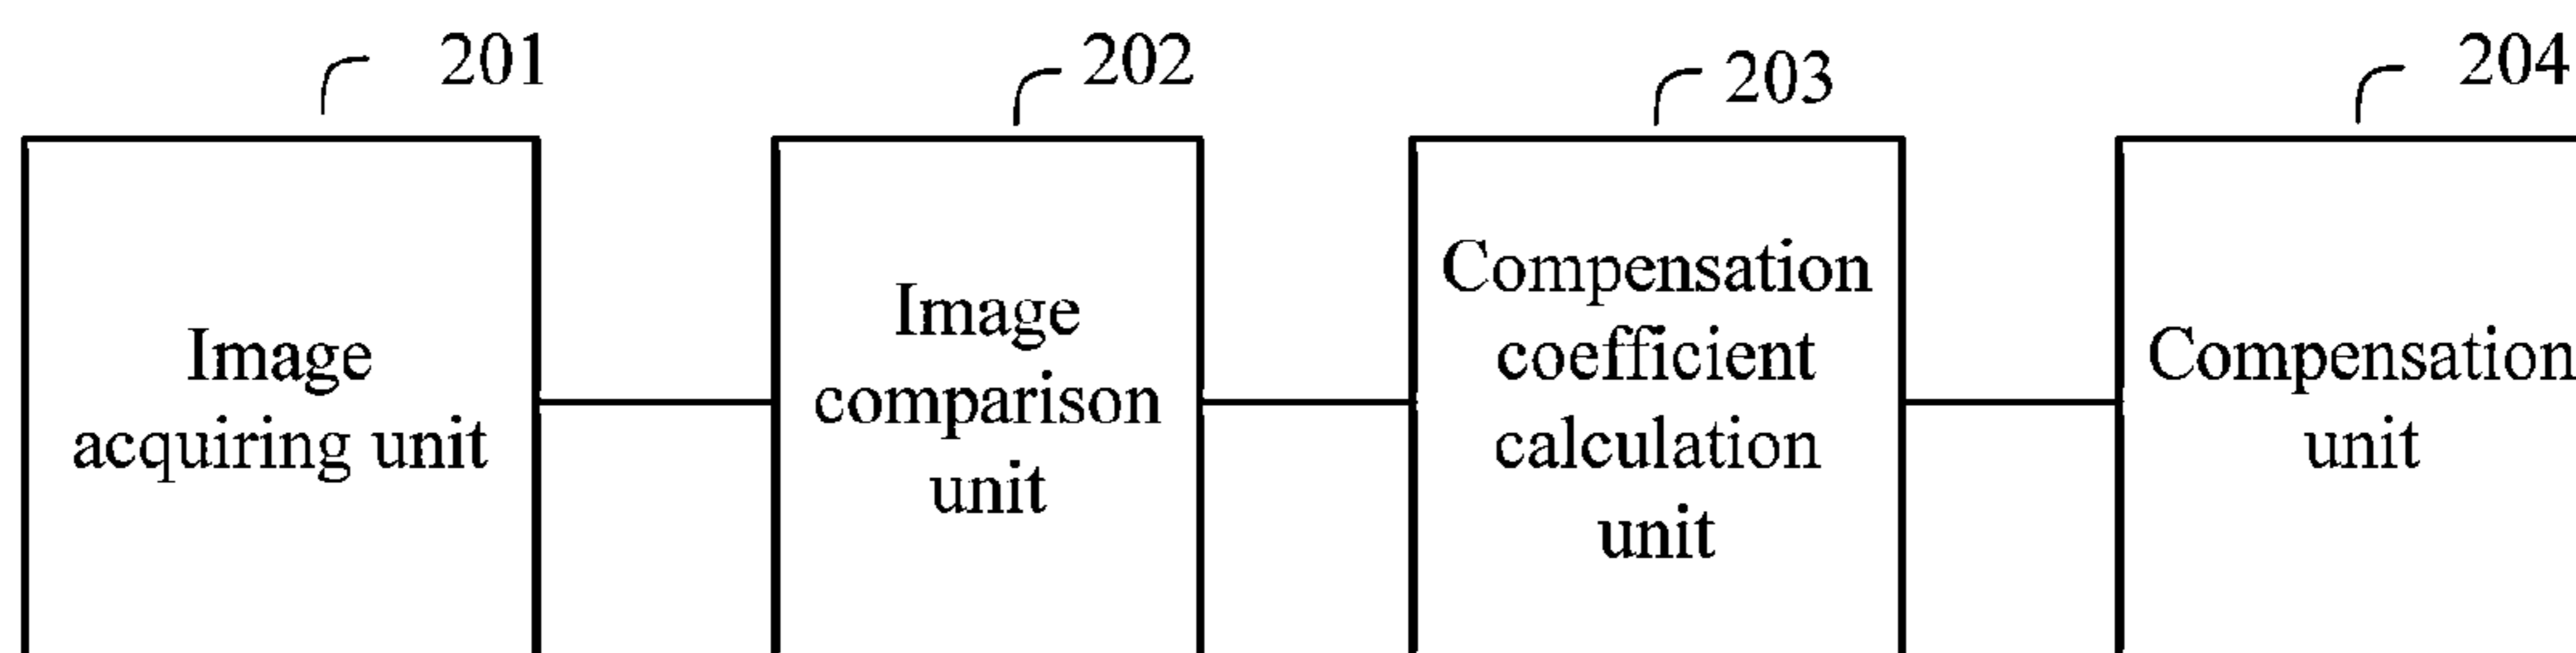 201
202
203
204
Image
acquiring unit
Image
comparison
unit
Compensation
coefficient
calculation
unit
Compensation
unit